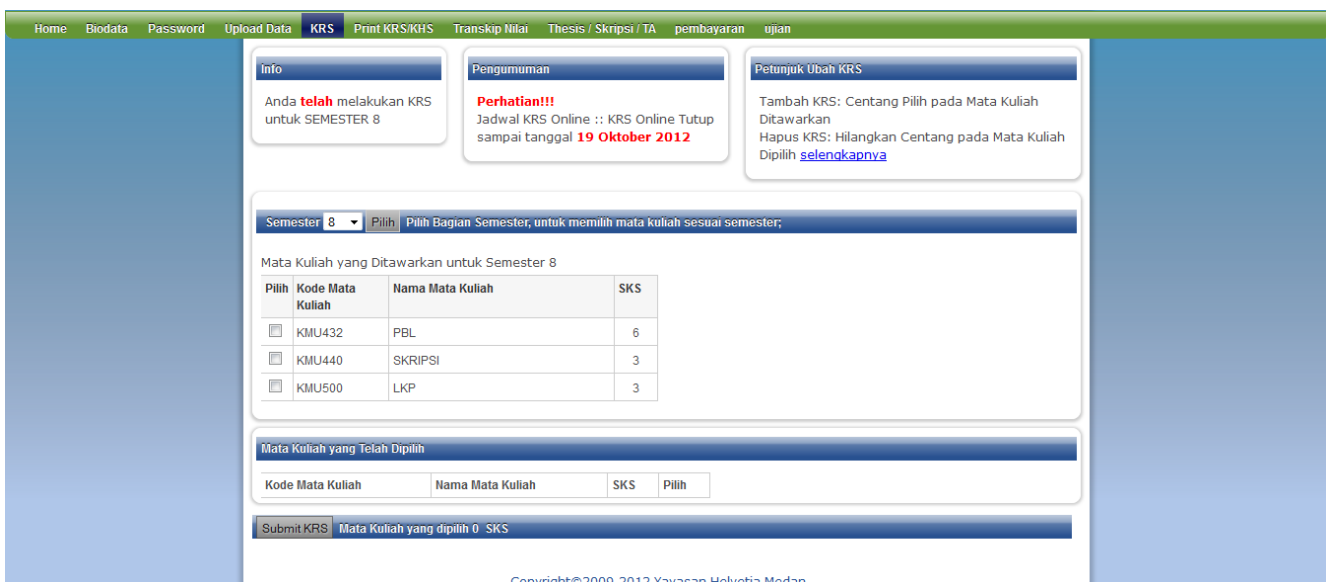 Home Biodata Password Upload Data KRS Print KRS/KHS Transkip Nilai Thesis / Skripsi / TA pembayaran ujian
Info
Anda telah melakukan KRS
untuk SEMESTER 8
Pengumuman
Perhatian!!!
Jadwal KRS Online :: KRS Online Tutup
sampai tanggal 19 Oktober 2012
Petunjuk Ubah KRS
Tambah KRS: Centang Pilih pada Mata Kuliah
Ditawarkan
Hapus KRS: Hilangkan Centang pada Mata Kuliah
Dipilih selengkapnya
Semester 8 Pilih Pilih Bagian Semester, untuk memilih mata kuliah sesuai semester;
Mata Kuliah yang Ditawarkan untuk Semester 8
Pilih Kode Mata Kuliah Nama Mata Kuliah SKS
KMU432 PBL 6
KMU440 SKRIPSI 3
KMU500 LKP 3
Mata Kuliah yang Telah Dipilih
Kode Mata Kuliah Nama Mata Kuliah SKS Pilih
Submit KRS Mata Kuliah yang dipilih 0 SKS
Copyright©2009-2012 Yayasan Helvetia Medan